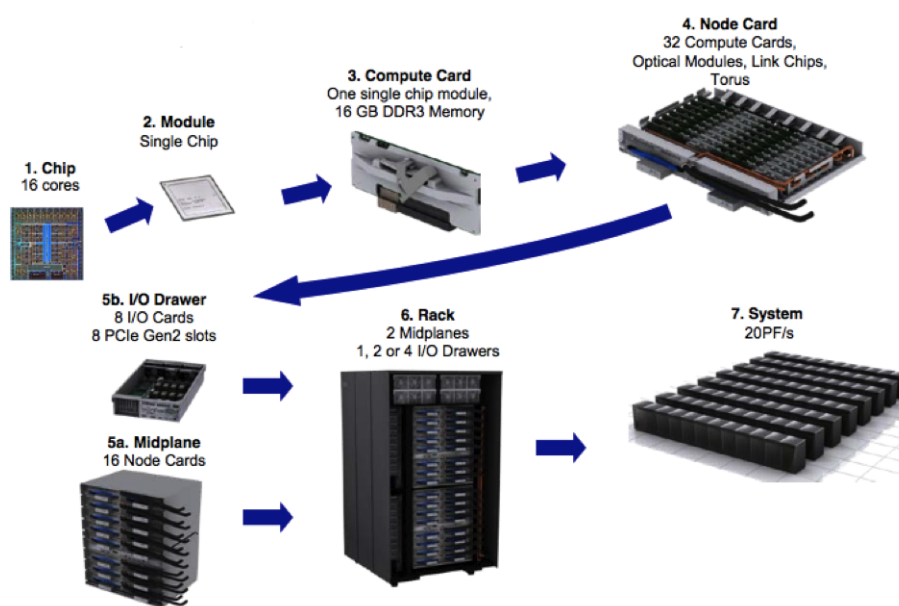 1. Chip
16 cores
2. Module
Single Chip
3. Compute Card
One single chip module,
16 GB DDR3 Memory
4. Node Card
32 Compute Cards,
Optical Modules, Link Chips,
Torus
5b. I/O Drawer
8 I/O Cards
8 PCIe Gen2 slots
5a. Midplane
16 Node Cards
6. Rack
2 Midplanes
1, 2 or 4 I/O Drawers
7. System
20PF/s